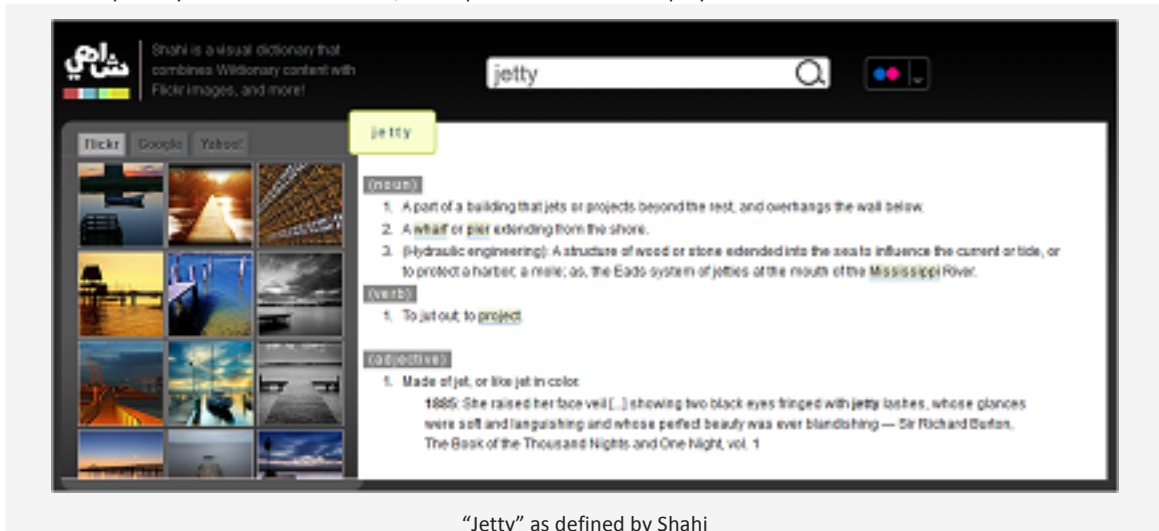 شاهي
Shahi is a visual dictionary that
combines Wiktionary content with
Flickr images, and more!
jetty
flickr Google Yahoo!
jetty
(noun)
1. A part of a building that jets or projects beyond the rest, and overhangs the wall below.
2. A wharf or pier extending from the shore.
3. (Hydraulic engineering): A structure of wood or stone extended into the sea to influence the current or tide, or
to protect a harbor; a mole; as, the Eads system of jetties at the mouth of the Mississippi River.
(verb)
1. To jut out; to project.
(adjective)
1. Made of jet, or like jet in color.
1885: She raised her face veil [...] showing two black eyes fringed with jetty lashes, whose glances
were soft and languishing and whose perfect beauty was ever blandishing — Sir Richard Burton,
The Book of the Thousand Nights and One Night, vol. 1
“Jetty” as defined by Shahi